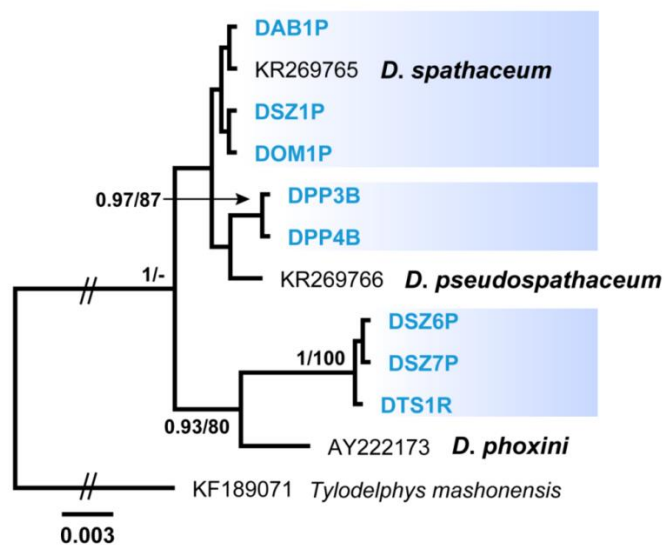 DAB1P
KR269765 D. spathaceum
DSZ1P
DOM1P
0.97/87
DPP3B
DPP4B
1/-
KR269766 D. pseudospathaceum
DSZ6P
1/100
DSZ7P
DTS1R
0.93/80
AY222173 D. phoxini
KF189071 Tylodelphys mashonensis
0.003